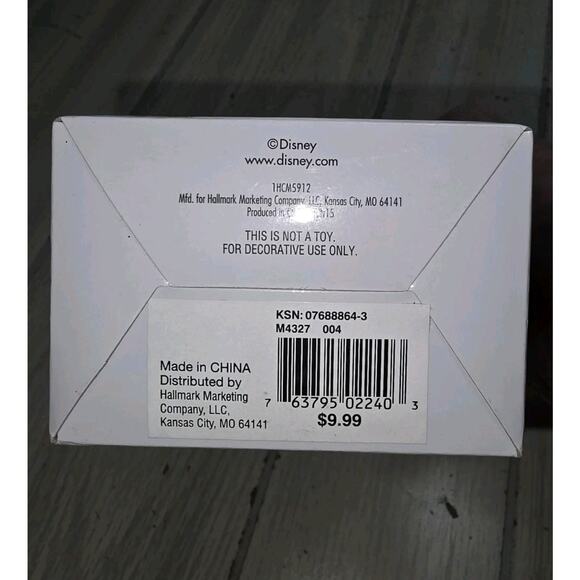 ©Disney
www.disney.com
1HCM5912
Mfd. for Hallmark Marketing Company, LLC, Kansas City, MO 64141
Produced in
THIS IS NOT A TOY.
FOR DECORATIVE USE ONLY.
KSN: 07688864-3
M4327 004
Made in CHINA
Distributed by
Hallmark Marketing
Company, LLC,
Kansas City, MO 64141
7 63795 02240 3
$9.99